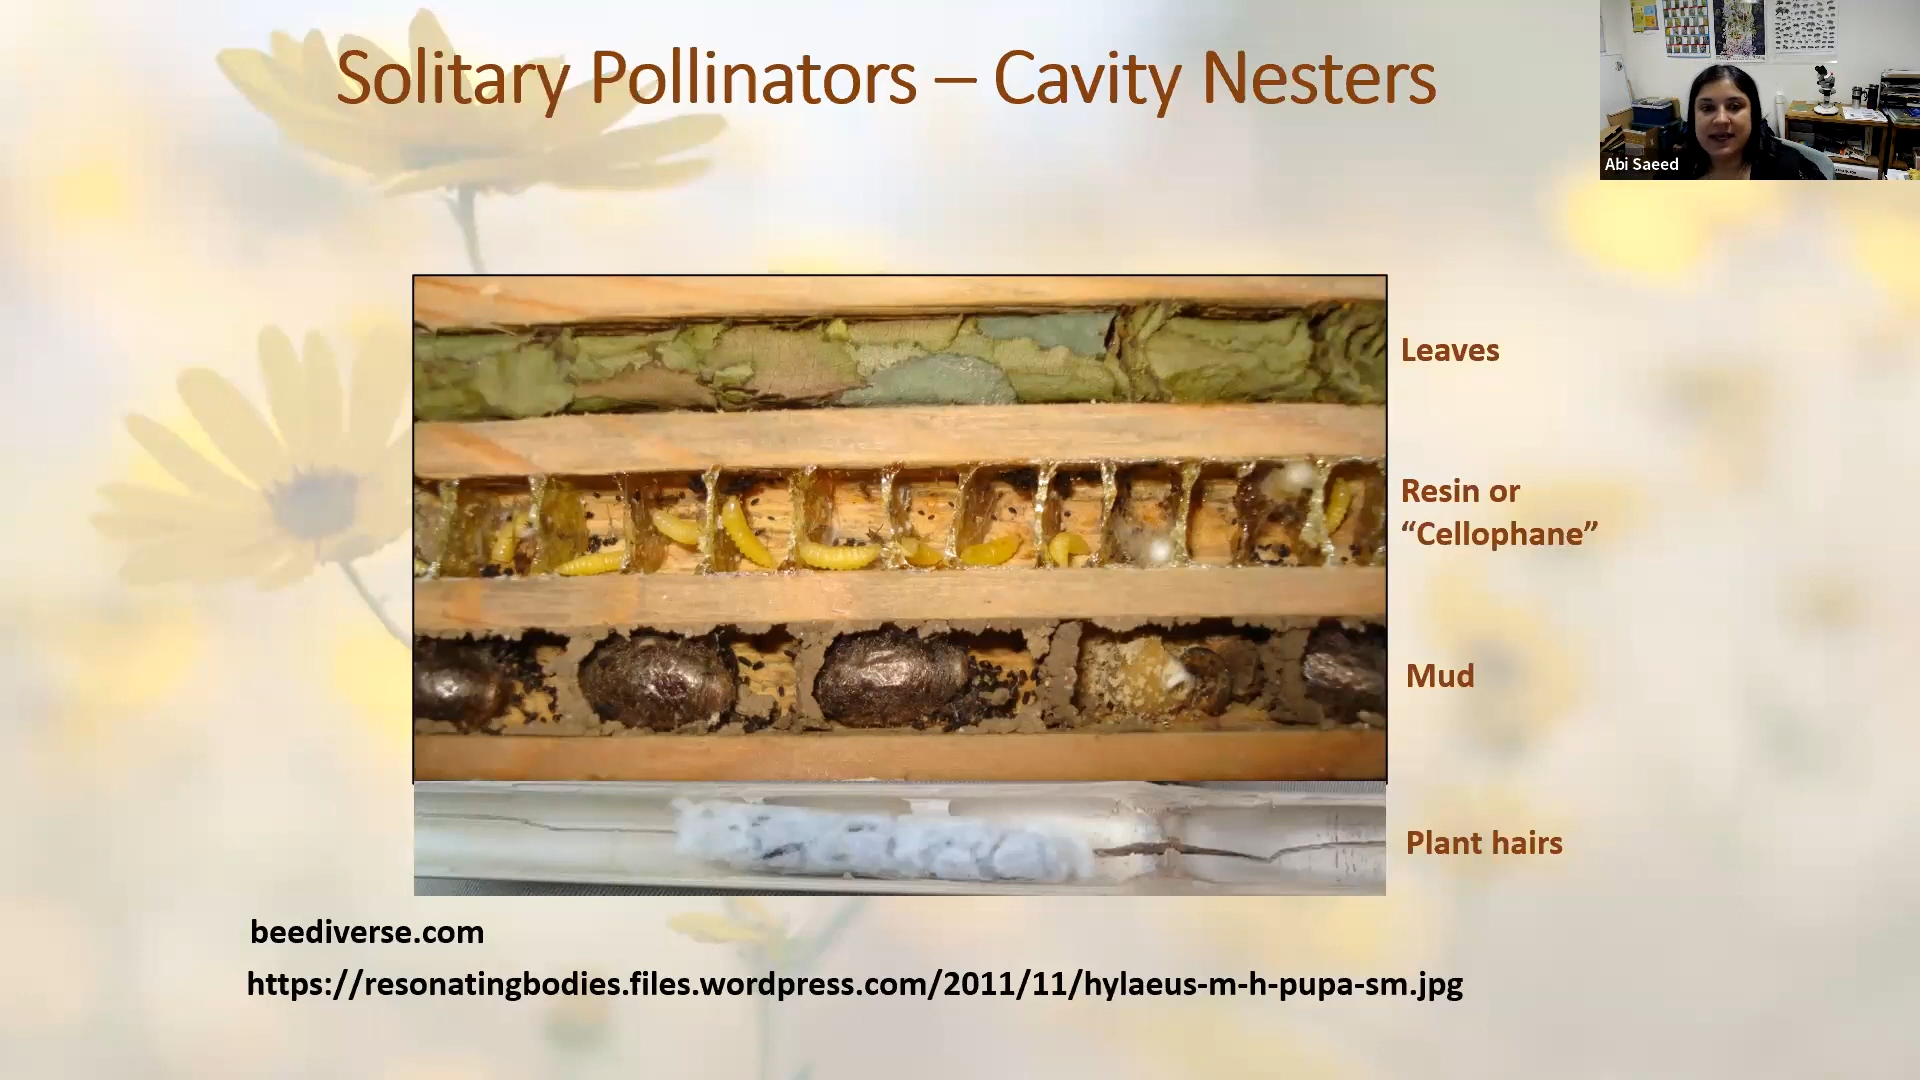 Solitary Pollinators – Cavity Nesters
Abi Saeed
Leaves
Resin or
“Cellophane”
Mud
Plant hairs
beediverse.com
https://resonatingbodies.files.wordpress.com/2011/11/hylaeus-m-h-pupa-sm.jpg